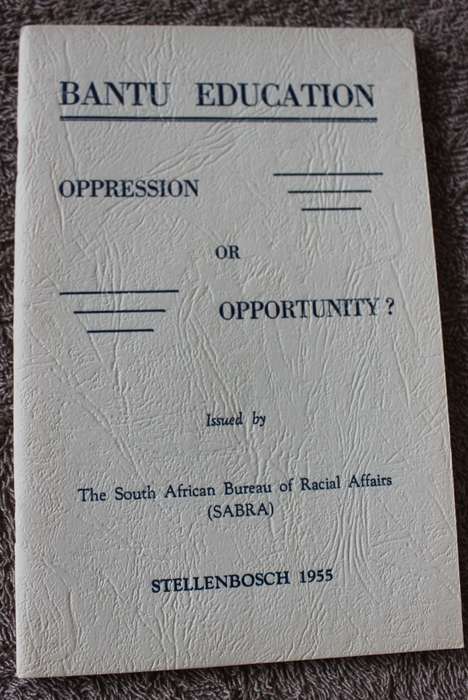 BANTU EDUCATION
OPPRESSION
OR
OPPORTUNITY?
Issued by
The South African Bureau of Racial Affairs
(SABRA)
STELLENBOSCH 1955